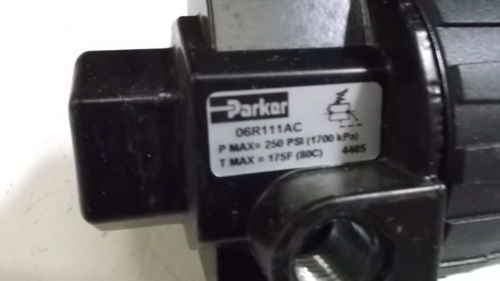 Parker
06R111AC
P MAX= 250 PSI (1700 kPa)
T MAX = 175F (80C) 4405